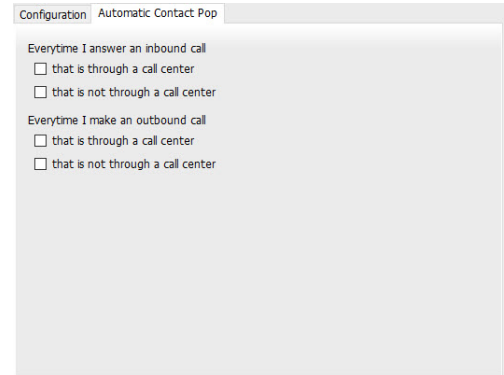 Configuration Automatic Contact Pop
Everytime I answer an inbound call
that is through a call center
that is not through a call center
Everytime I make an outbound call
that is through a call center
that is not through a call center